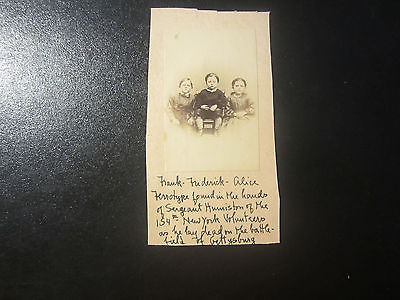 Frank - Frederick - Alice
Ferrotype found in the hands
of Sergeant Humiston of the
154th New York Volunteers
as he lay dead on the battle-
field of Gettysburg